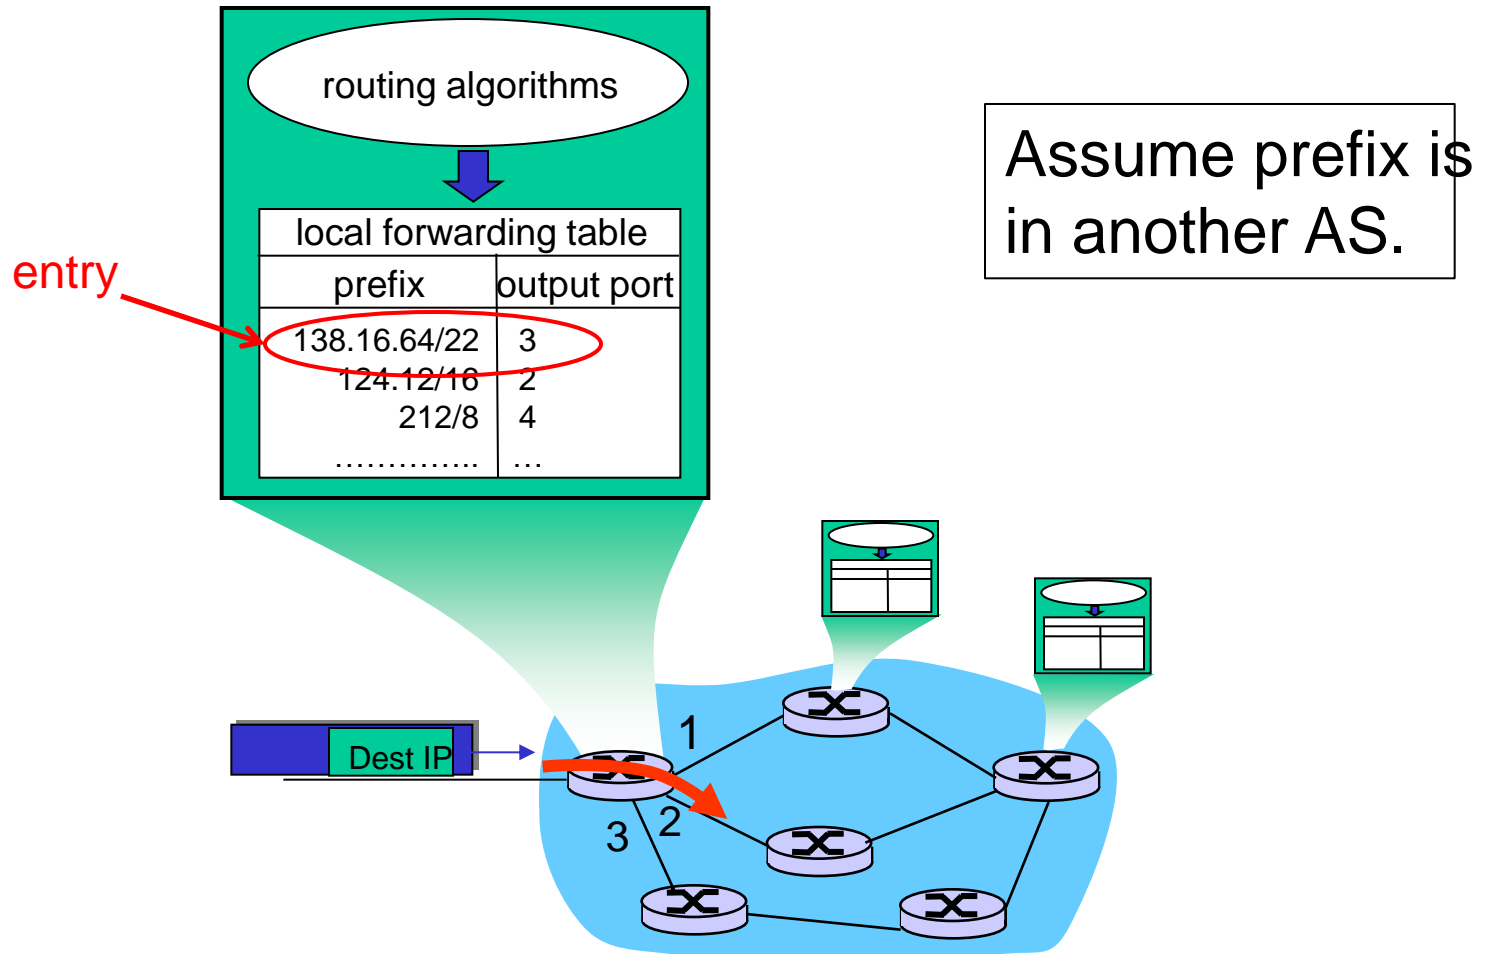 routing algorithms
local forwarding table
prefix output port
138.16.64/22 3
124.12/16 2
212/8 4
………….. …
entry
Assume prefix is
in another AS.
Dest IP
1
2
3